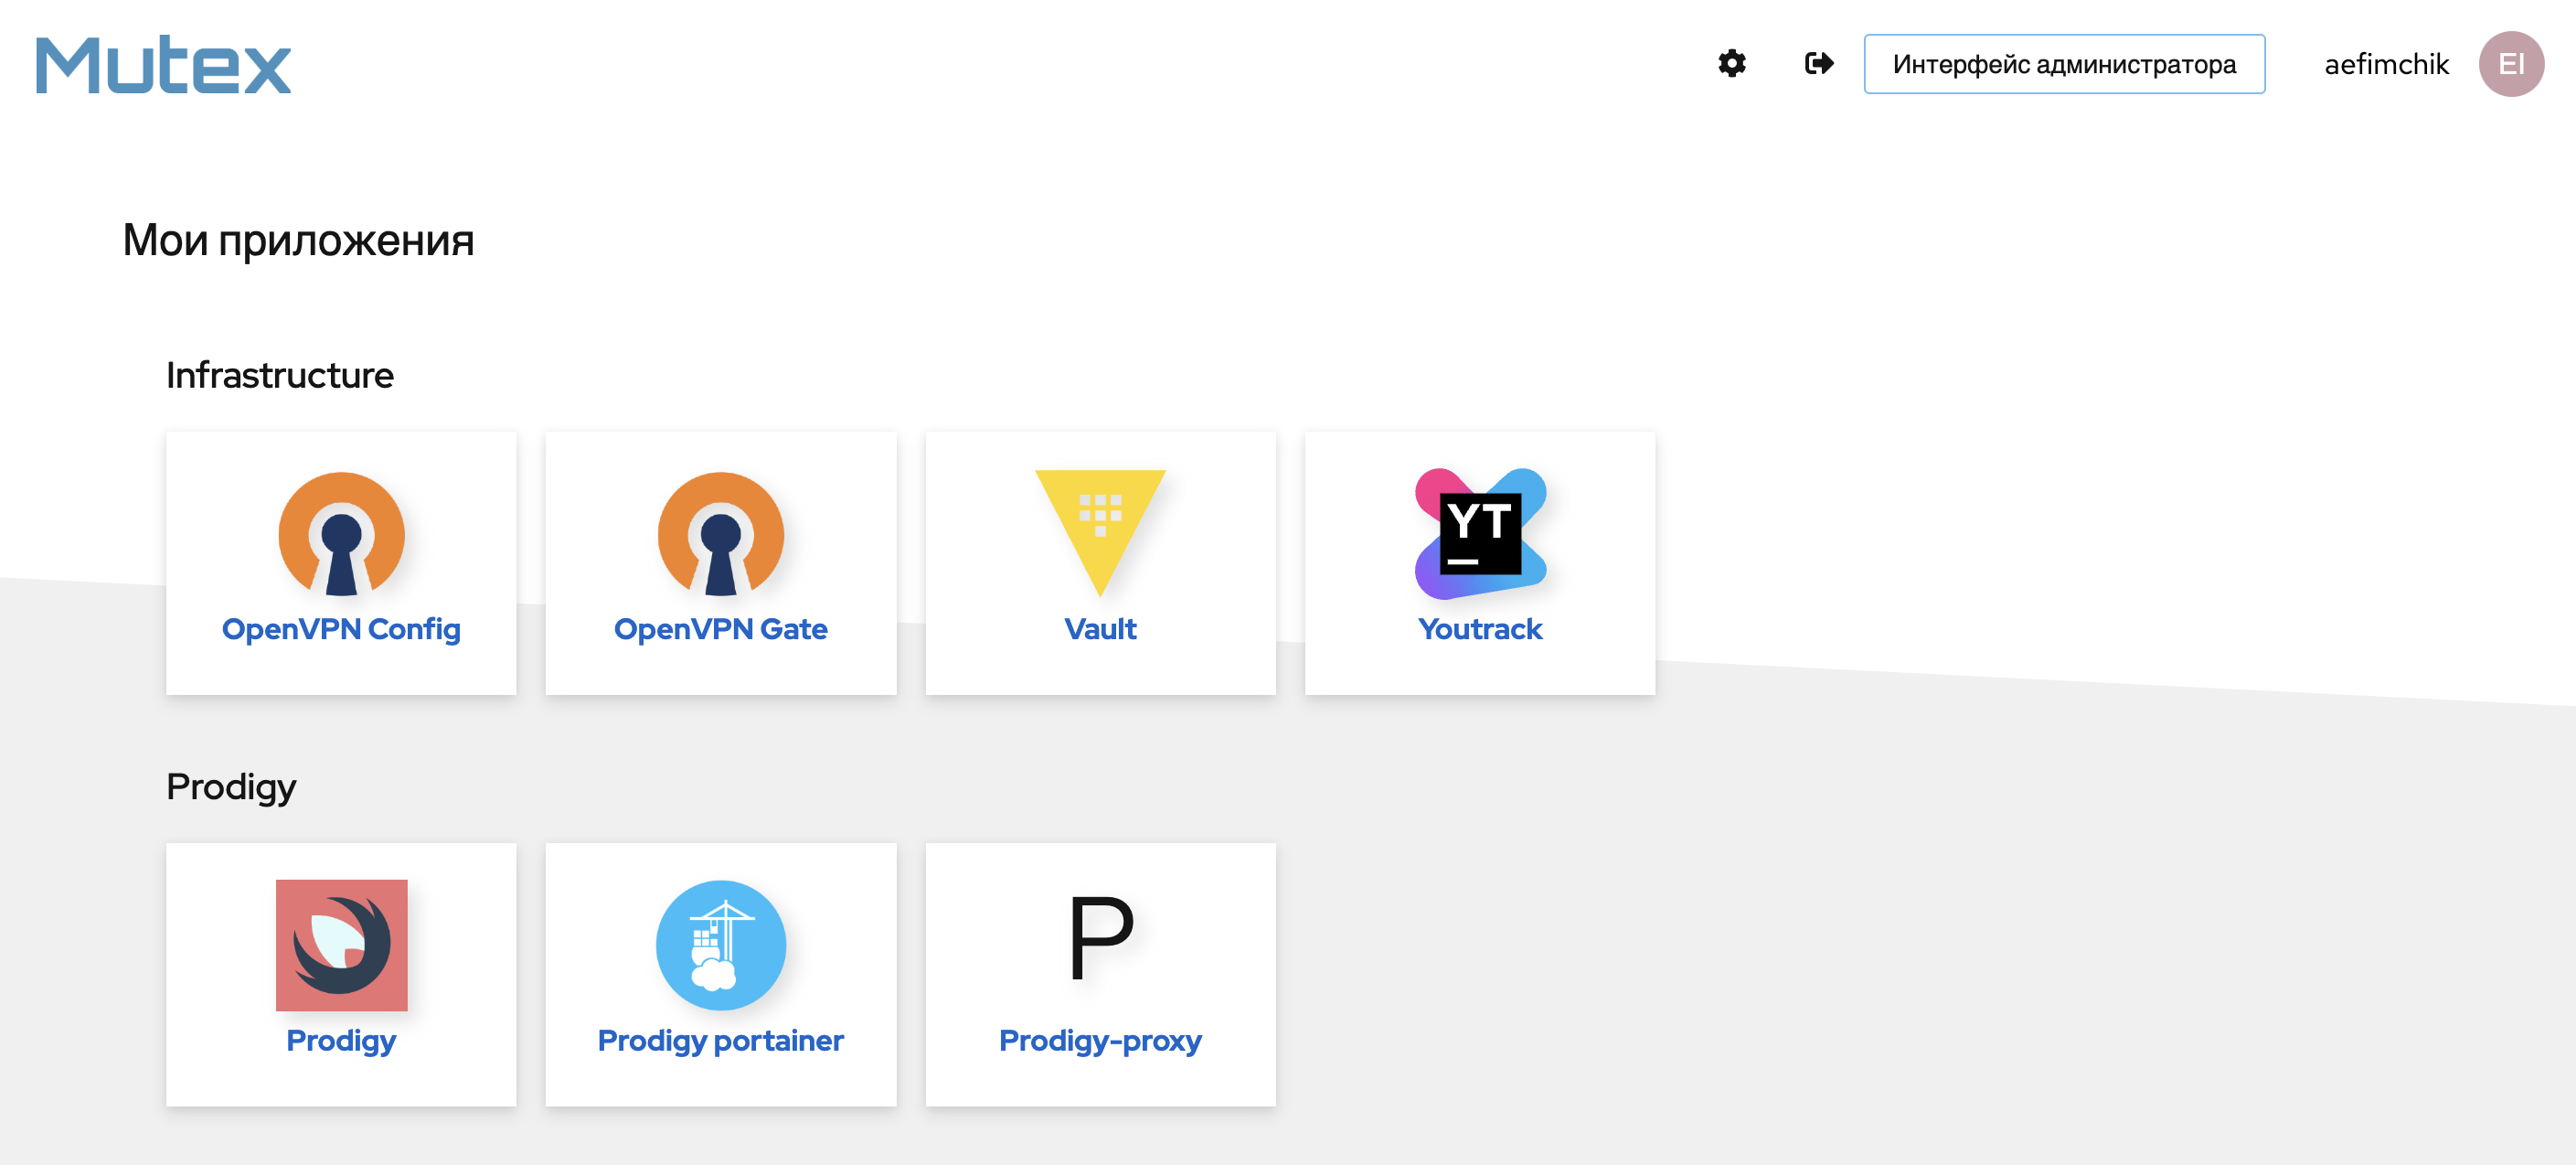 Mutex
Интерфейс администратора
aefimchik
EI
Мои приложения
Infrastructure
OpenVPN Config
OpenVPN Gate
Vault
YT
Youtrack
Prodigy
Prodigy
Prodigy portainer
P
Prodigy-proxy